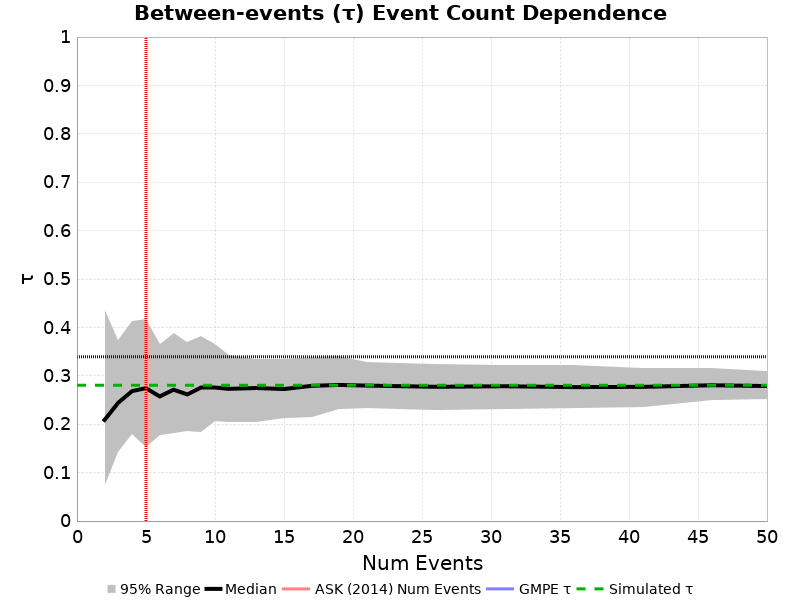 Between-events (τ) Event Count Dependence
1
0.9
0.8
0.7
0.6
0.5
0.4
0.3
0.2
0.1
0
τ
0 5 10 15 20 25 30 35 40 45 50
Num Events
95% Range Median ASK (2014) Num Events GMPE τ Simulated τ